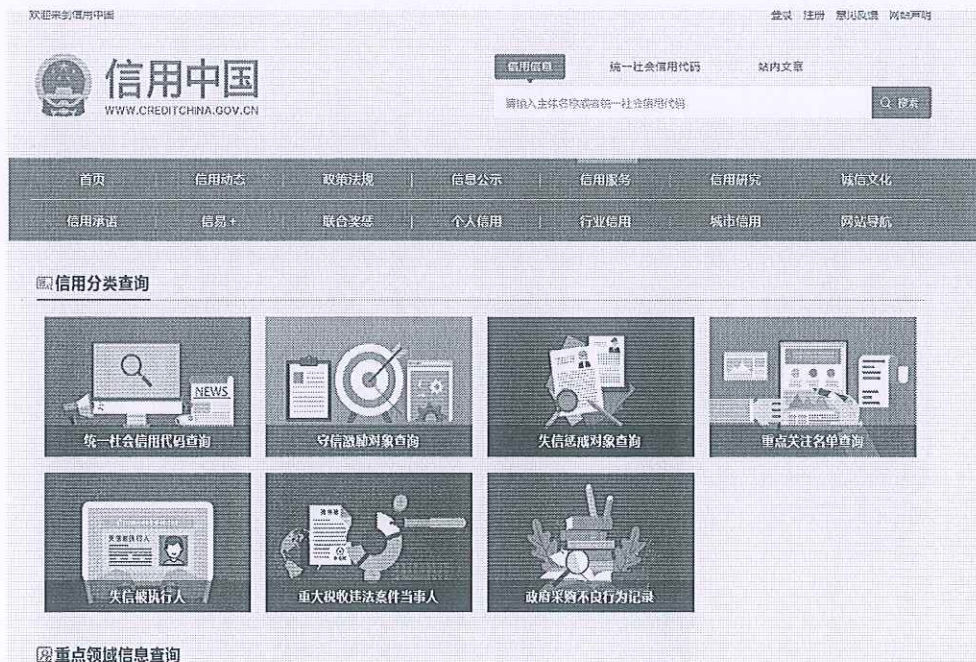 欢迎来到信用中国
登录 注册 意见反馈 网站声明
信用中国
WWW.CREDITCHINA.GOV.CN
信用信息 统一社会信用代码 站内文章
请输入主体名称或者统一社会信用代码 搜索
首页 信用动态 政策法规 信息公示 信用服务 信用研究 诚信文化
信用承诺 信易+ 联合奖惩 个人信用 行业信用 城市信用 网站导航
信用分类查询
NEWS
统一社会信用代码查询 守信激励对象查询 失信惩戒对象查询 重点关注名单查询
失信被执行人
失信被执行人 重大税收违法案件当事人 政府采购不良行为记录
重点领域信息查询